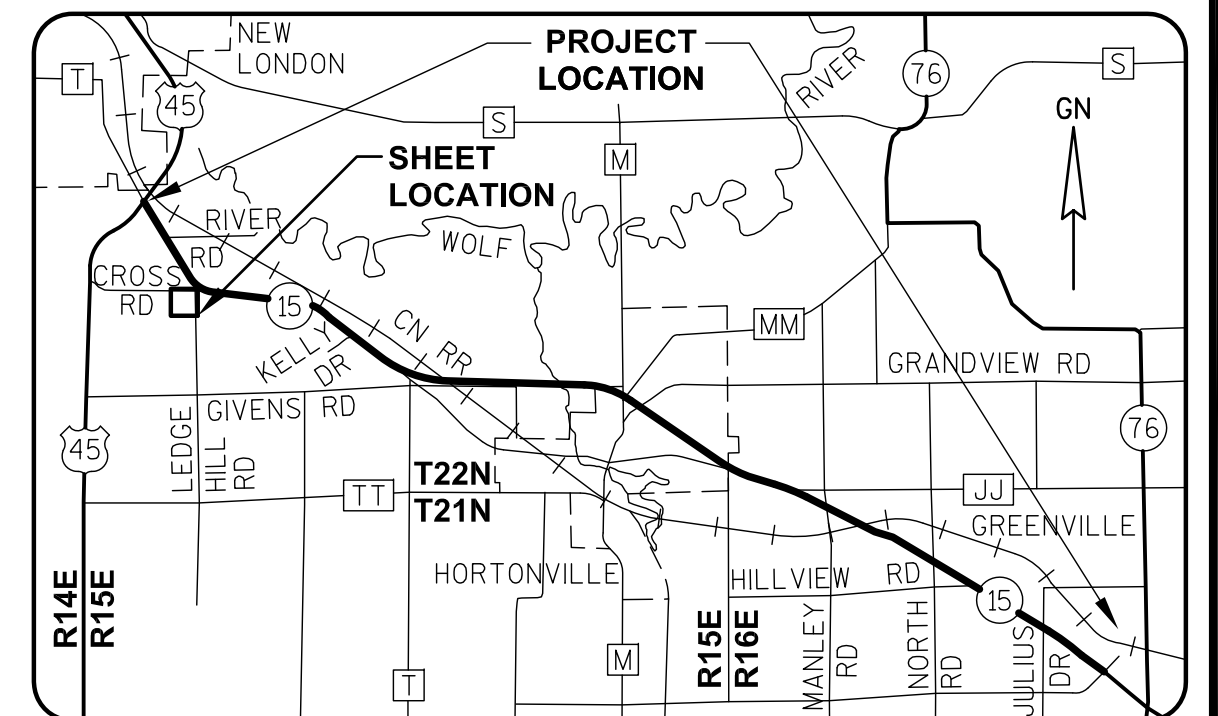 NEW
LONDON
PROJECT
LOCATION
RIVER
76
S
T
45
S
GN
M
SHEET
LOCATION
RIVER
RD
WOLF
CROSS
RD
15
MM
KELLY
DR
CN RR
GRANDVIEW RD
GIVENS RD
76
45
LEDGE
HILL
RD
T22N
T21N
TT
JJ
GREENVILLE
HORTONVILLE
HILLVIEW RD
R14E
R15E
15
R15E
R16E
MANLEY
RD
NORTH
RD
JULIUS
DR
M
T